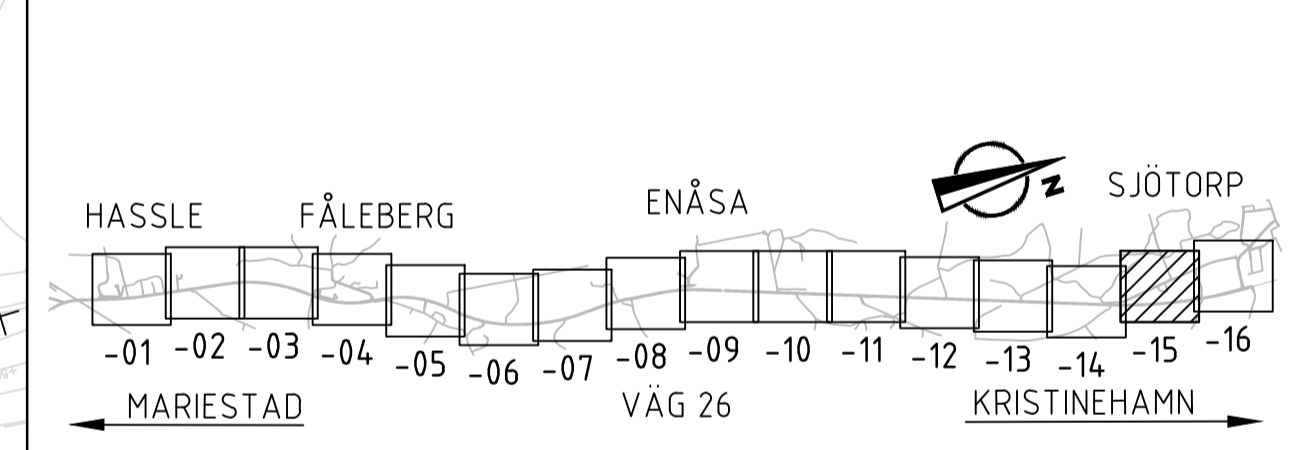 HASSLE FÅLEBERG ENÅSA N SJÖTORP
-01 -02 -03 -04 -05 -06 -07 -08 -09 -10 -11 -12 -13 -14 -15 -16
MARIESTAD VÄG 26 KRISTINEHAMN